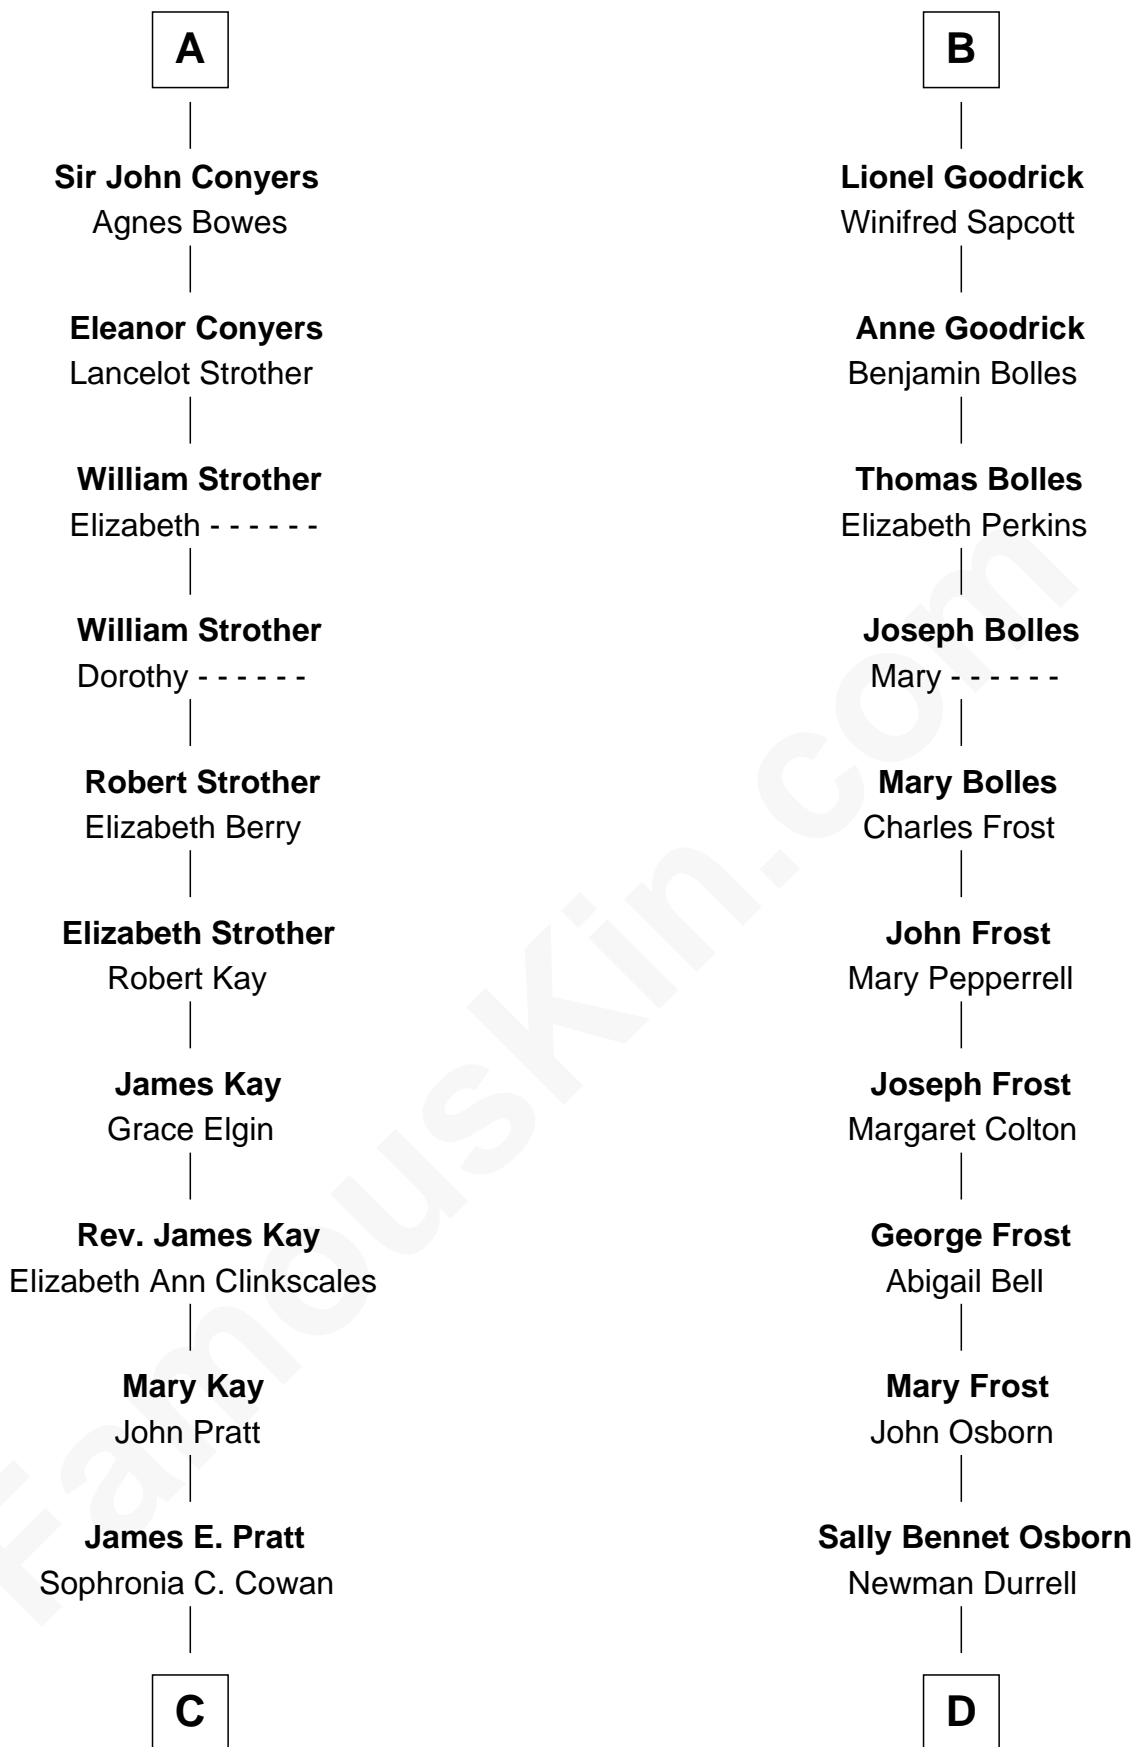 A
Sir John Conyers
Agnes Bowes
Eleanor Conyers
Lancelot Strother
William Strother
Elizabeth - - - - - -
William Strother
Dorothy - - - - - -
Robert Strother
Elizabeth Berry
Elizabeth Strother
Robert Kay
James Kay
Grace Elgin
Rev. James Kay
Elizabeth Ann Clinkscales
Mary Kay
John Pratt
James E. Pratt
Sophronia C. Cowan
C
B
Lionel Goodrick
Winifred Sapcott
Anne Goodrick
Benjamin Bolles
Thomas Bolles
Elizabeth Perkins
Joseph Bolles
Mary - - - - - -
Mary Bolles
Charles Frost
John Frost
Mary Pepperrell
Joseph Frost
Margaret Colton
George Frost
Abigail Bell
Mary Frost
John Osborn
Sally Bennet Osborn
Newman Durrell
D
FamousKin.com